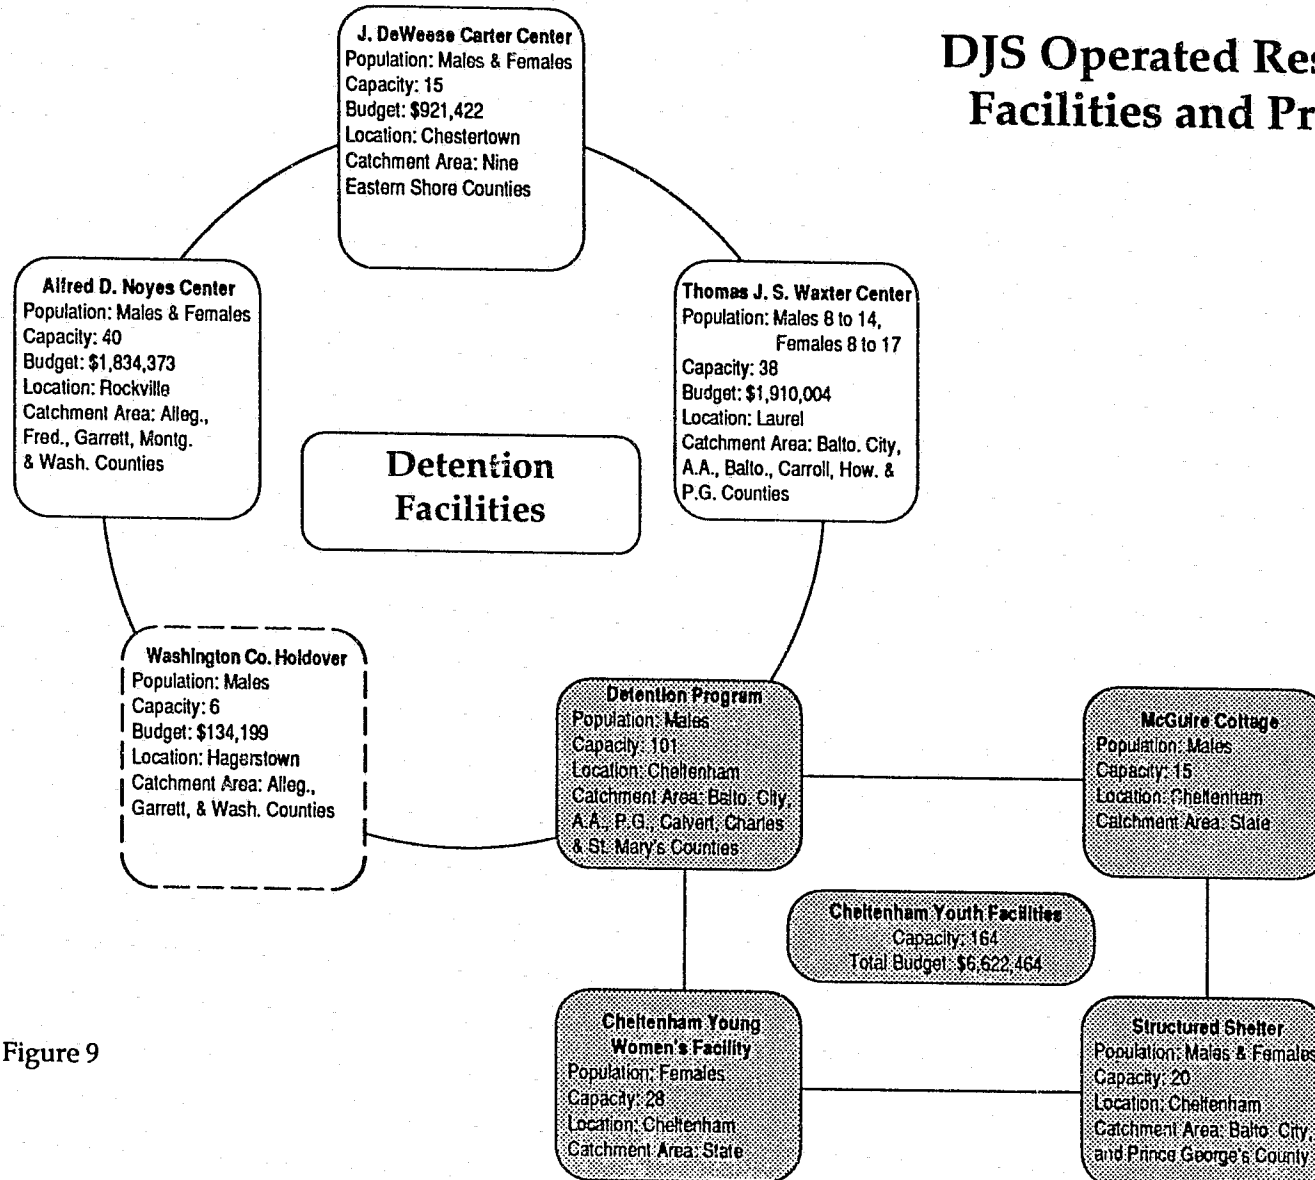 DJS Operated Res
Facilities and Pr
J. DeWeese Carter Center
Population: Males & Females
Capacity: 15
Budget: $921,422
Location: Chestertown
Catchment Area: Nine
Eastern Shore Counties
Alfred D. Noyes Center
Population: Males & Females
Capacity: 40
Budget: $1,834,373
Location: Rockville
Catchment Area: Alleg.,
Fred., Garrett, Montg.
& Wash. Counties
Thomas J. S. Waxter Center
Population: Males 8 to 14,
Females 8 to 17
Capacity: 38
Budget: $1,910,004
Location: Laurel
Catchment Area: Balto. City,
A.A., Balto., Carroll, How. &
P.G. Counties
Detention
Facilities
Washington Co. Holdover
Population: Males
Capacity: 6
Budget: $134,199
Location: Hagerstown
Catchment Area: Alleg.,
Garrett, & Wash. Counties
Detention Program
Population: Males
Capacity: 101
Location: Cheltenham
Catchment Area: Balto. City,
A.A., P.G., Calvert, Charles
& St. Mary's Counties
McGuire Cottage
Population: Males
Capacity: 15
Location: Cheltenham
Catchment Area: State
Cheltenham Youth Facilities
Capacity: 164
Total Budget: $6,622,464
Cheltenham Young
Women's Facility
Population: Females
Capacity: 28
Location: Cheltenham
Catchment Area: State
Structured Shelter
Population: Males & Females
Capacity: 20
Location: Cheltenham
Catchment Area: Balto. City,
and Prince George's County
Figure 9